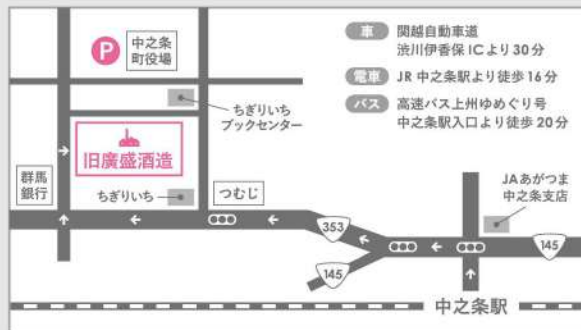 P
中之条
町役場
ちぎりいち
ブックセンター
旧廣盛酒造
群馬
銀行
ちぎりいち
つむじ
353
145
145
JAあがつま
中之条支店
中之条駅
車 関越自動車道
渋川伊香保 ICより30分
電車 JR 中之条駅より徒歩16分
バス 高速バス上州ゆめぐり号
中之条駅入口より徒歩20分